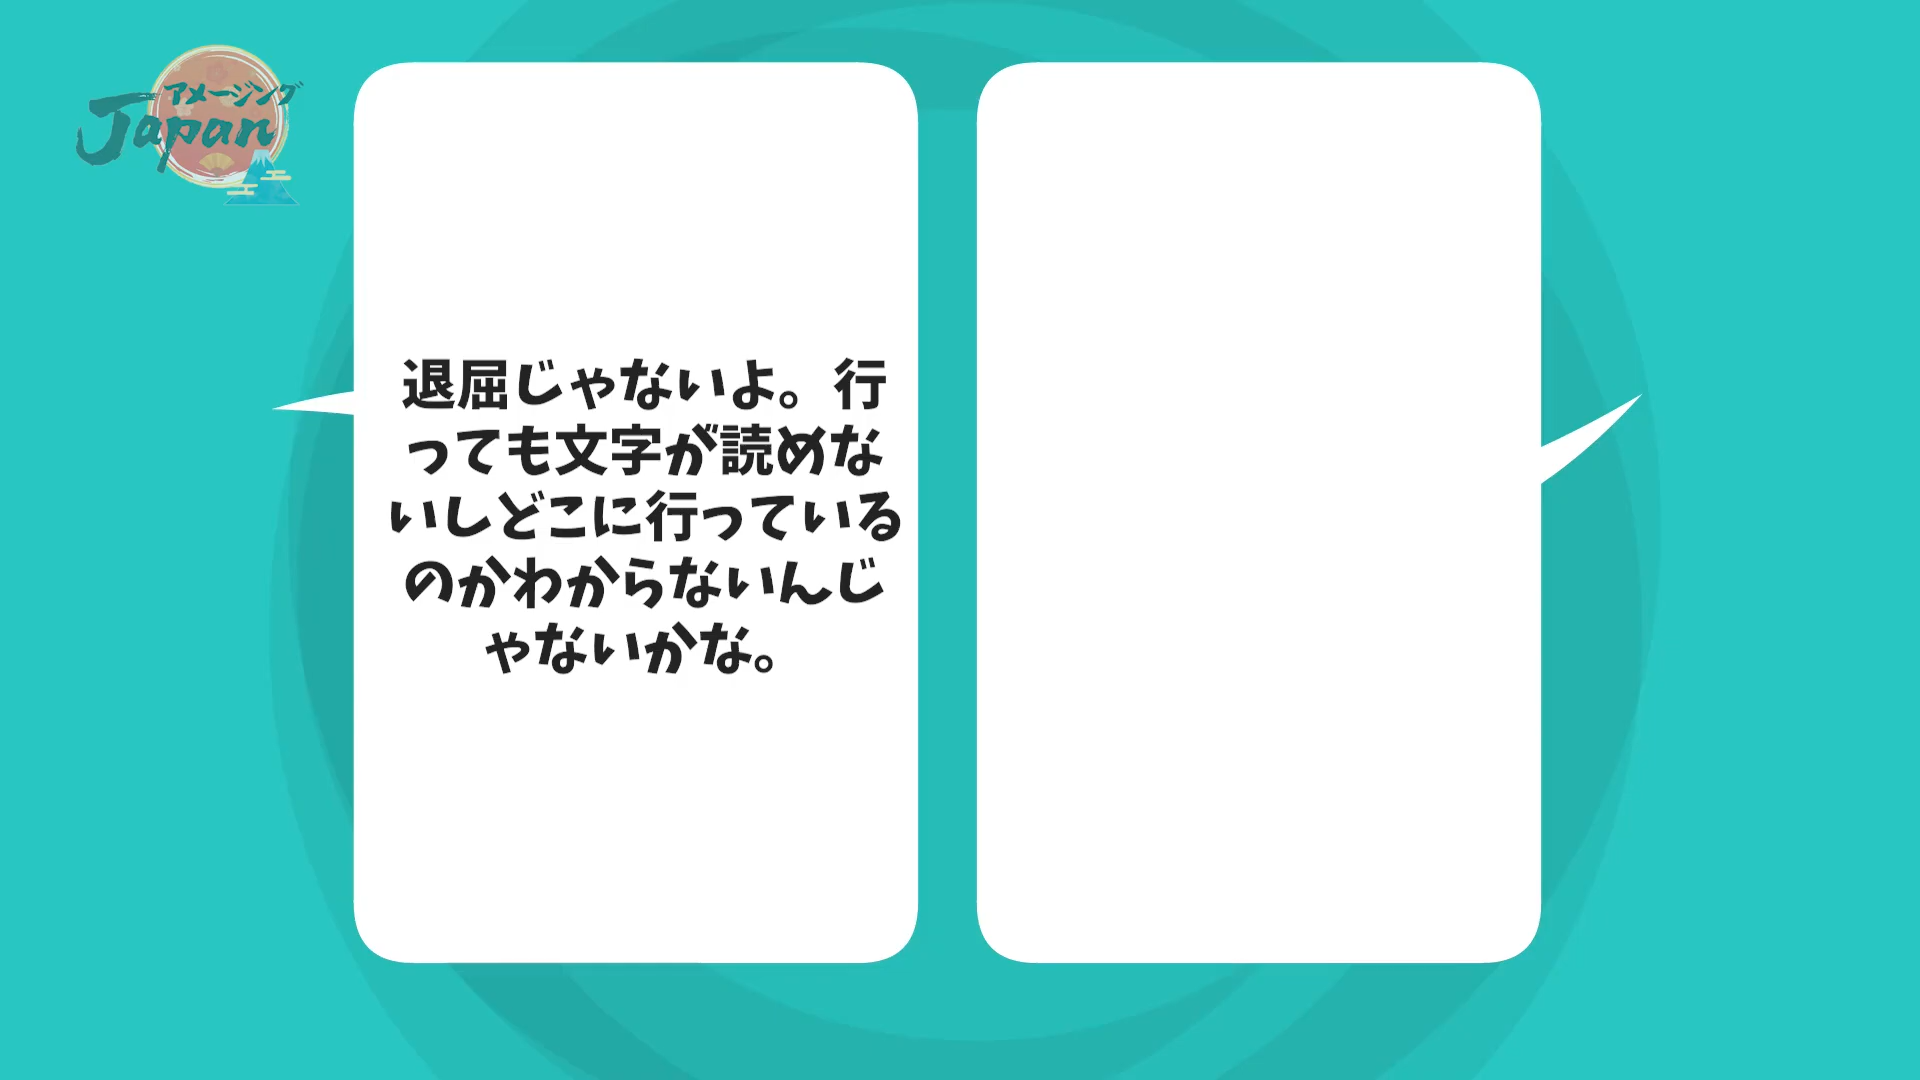 アメージング
Japan
退屈じゃないよ。行
っても文字が読めな
いしどこに行っている
のかわからないんじ
ゃないかな。